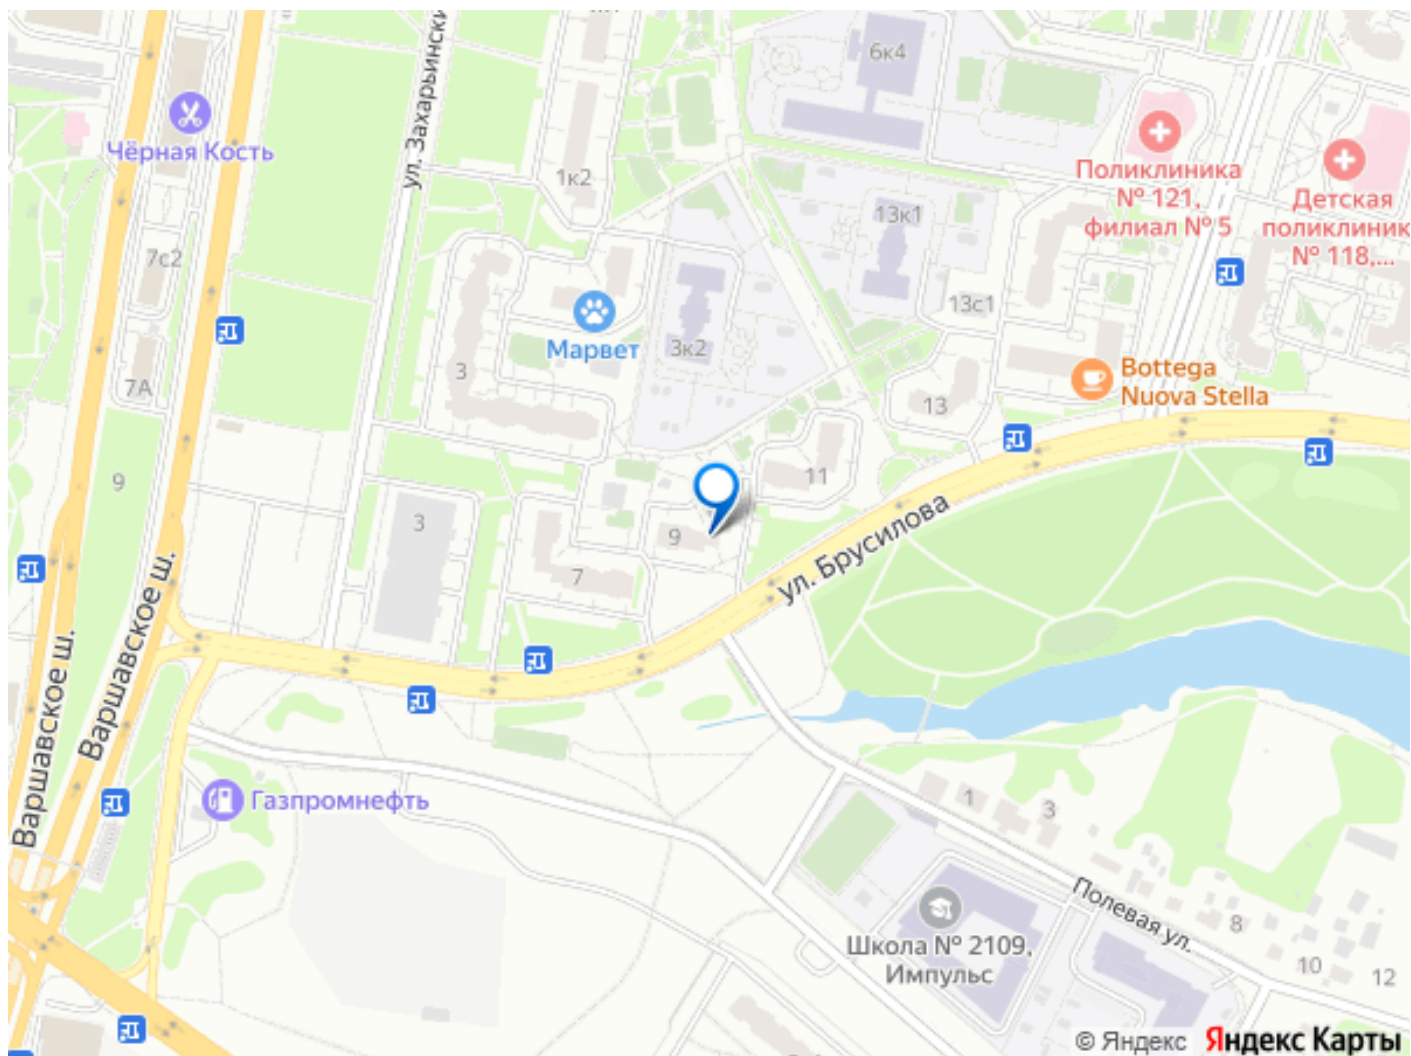 6к4
ул. Захарьински
Чёрная Кость
Поликлиника
№ 121,
филиал № 5
Детская
поликлиник
№ 118,...
1к2
13к1
7с2
13с1
Марвет
3к2
3
7А
Bottega
Nuova Stella
13
9
11
3
9
7
ул. Брусилова
Варшавское ш.
Варшавское ш.
Газпромнефть
1
3
Полевая ул.
8
Школа № 2109,
Импульс
10
12
© Яндекс Яндекс Карты